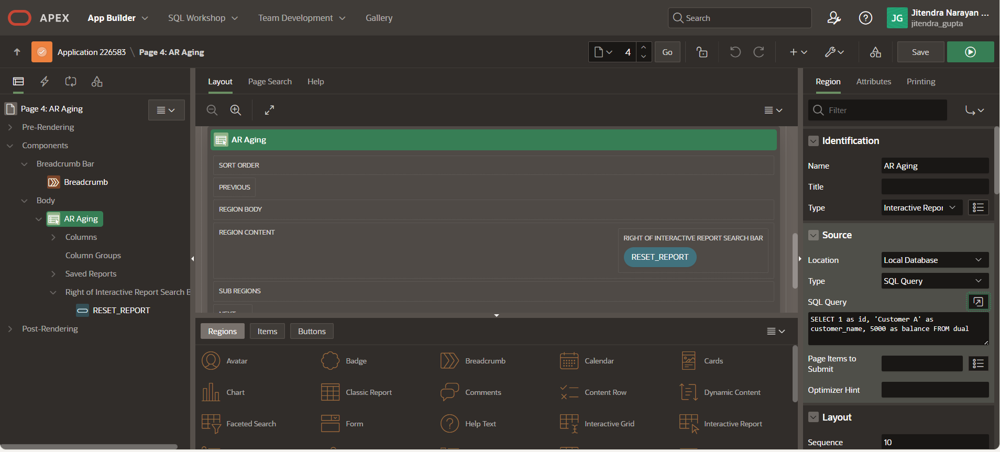 APEX App Builder SQL Workshop Team Development Gallery Search JG Jitendra Narayan ...
jitendra_gupta
Application 226583 \ Page 4: AR Aging 4 Go Save
Layout Page Search Help
Region Attributes Printing
Page 4: AR Aging
Pre-Rendering
Components
Breadcrumb Bar
Breadcrumb
Body
AR Aging
Columns
Column Groups
Saved Reports
Right of Interactive Report Search B
RESET_REPORT
Post-Rendering
AR Aging
SORT ORDER
PREVIOUS
REGION BODY
REGION CONTENT
RIGHT OF INTERACTIVE REPORT SEARCH BAR
RESET_REPORT
SUB REGIONS
NEXT
Regions Items Buttons
Avatar Badge Breadcrumb Calendar Cards
Chart Classic Report Comments Content Row Dynamic Content
Faceted Search Form Help Text Interactive Grid Interactive Report
Filter
Identification
Name AR Aging
Title
Type Interactive Repor
Source
Location Local Database
Type SQL Query
SQL Query
SELECT 1 as id, 'Customer A' as
customer_name, 5000 as balance FROM dual
Page Items to
Submit
Optimizer Hint
Layout
Sequence 10